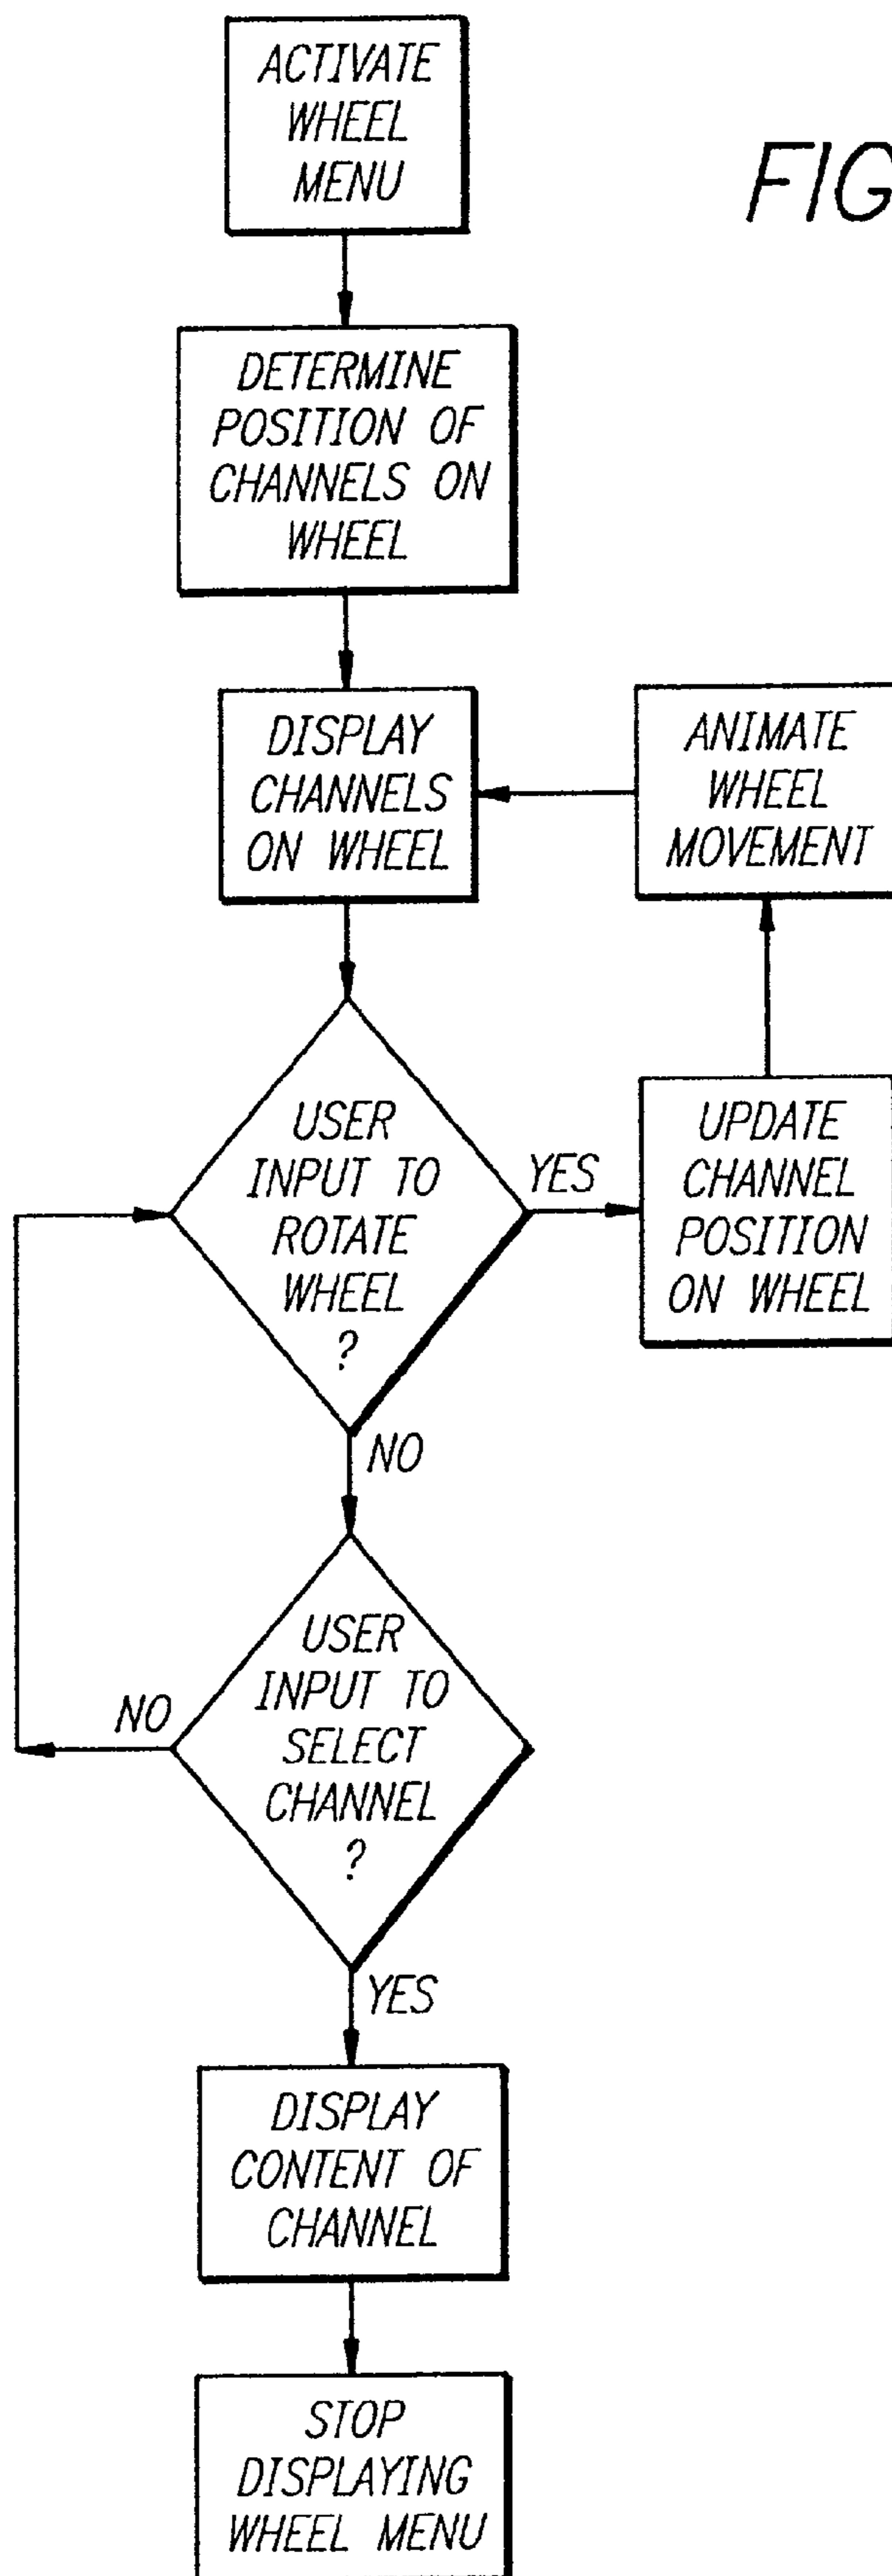 ACTIVATE
WHEEL
MENU
FIG
DETERMINE
POSITION OF
CHANNELS ON
WHEEL
DISPLAY
CHANNELS
ON WHEEL
ANIMATE
WHEEL
MOVEMENT
USER
INPUT TO
ROTATE
WHEEL
?
YES
UPDATE
CHANNEL
POSITION
ON WHEEL
NO
USER
INPUT TO
SELECT
CHANNEL
?
NO
YES
DISPLAY
CONTENT OF
CHANNEL
STOP
DISPLAYING
WHEEL MENU